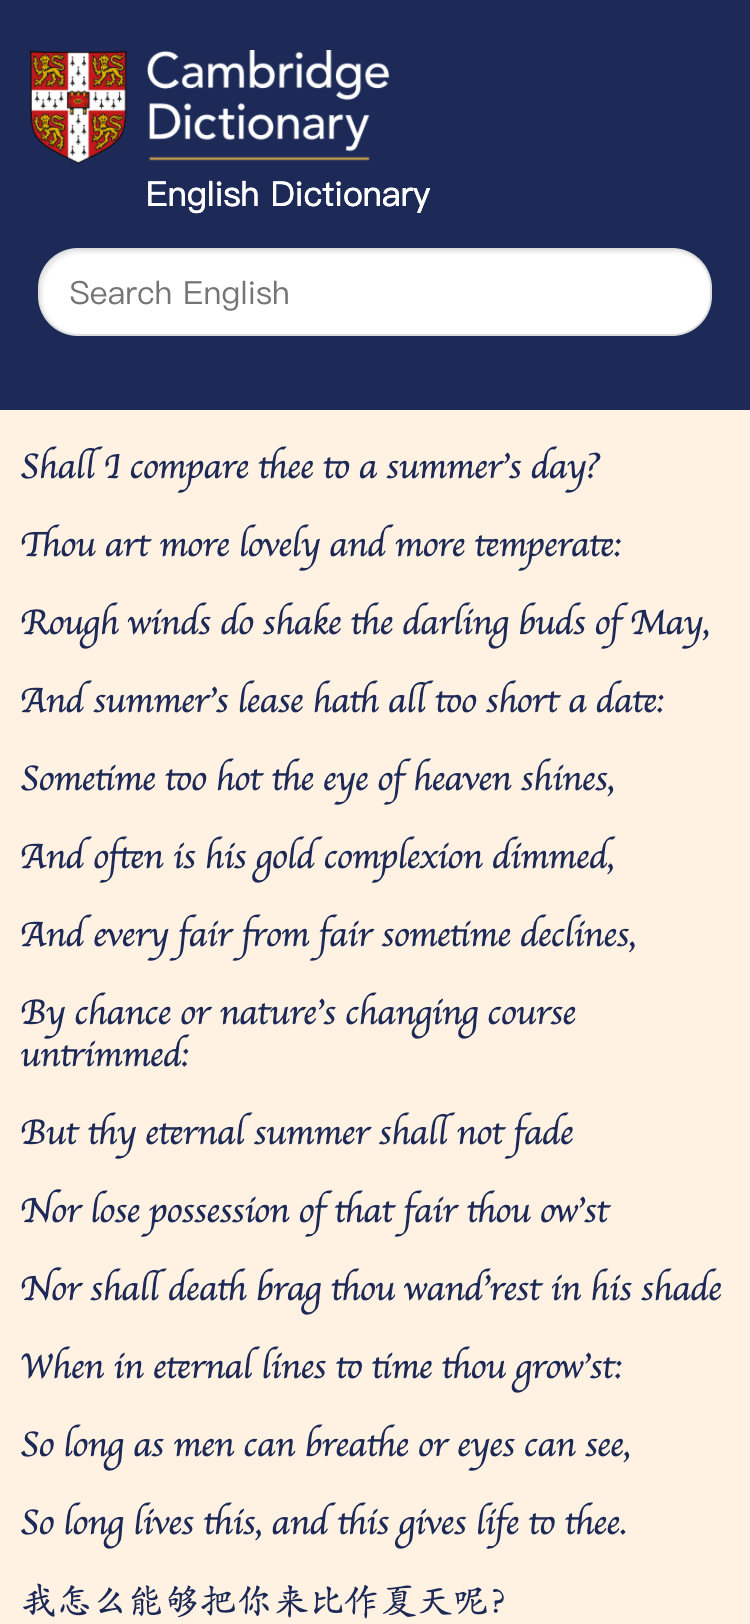 Cambridge
Dictionary
English Dictionary
Search English
Shall I compare thee to a summer's day?
Thou art more lovely and more temperate:
Rough winds do shake the darling buds of May,
And summer's lease hath all too short a date:
Sometime too hot the eye of heaven shines,
And often is his gold complexion dimmed,
And every fair from fair sometime declines,
By chance or nature's changing course
untrimmed:
But thy eternal summer shall not fade
Nor lose possession of that fair thou ow'st
Nor shall death brag thou wand'rest in his shade
When in eternal lines to time thou grow'st:
So long as men can breathe or eyes can see,
So long lives this, and this gives life to thee.
我怎么能够把你来比作夏天呢?